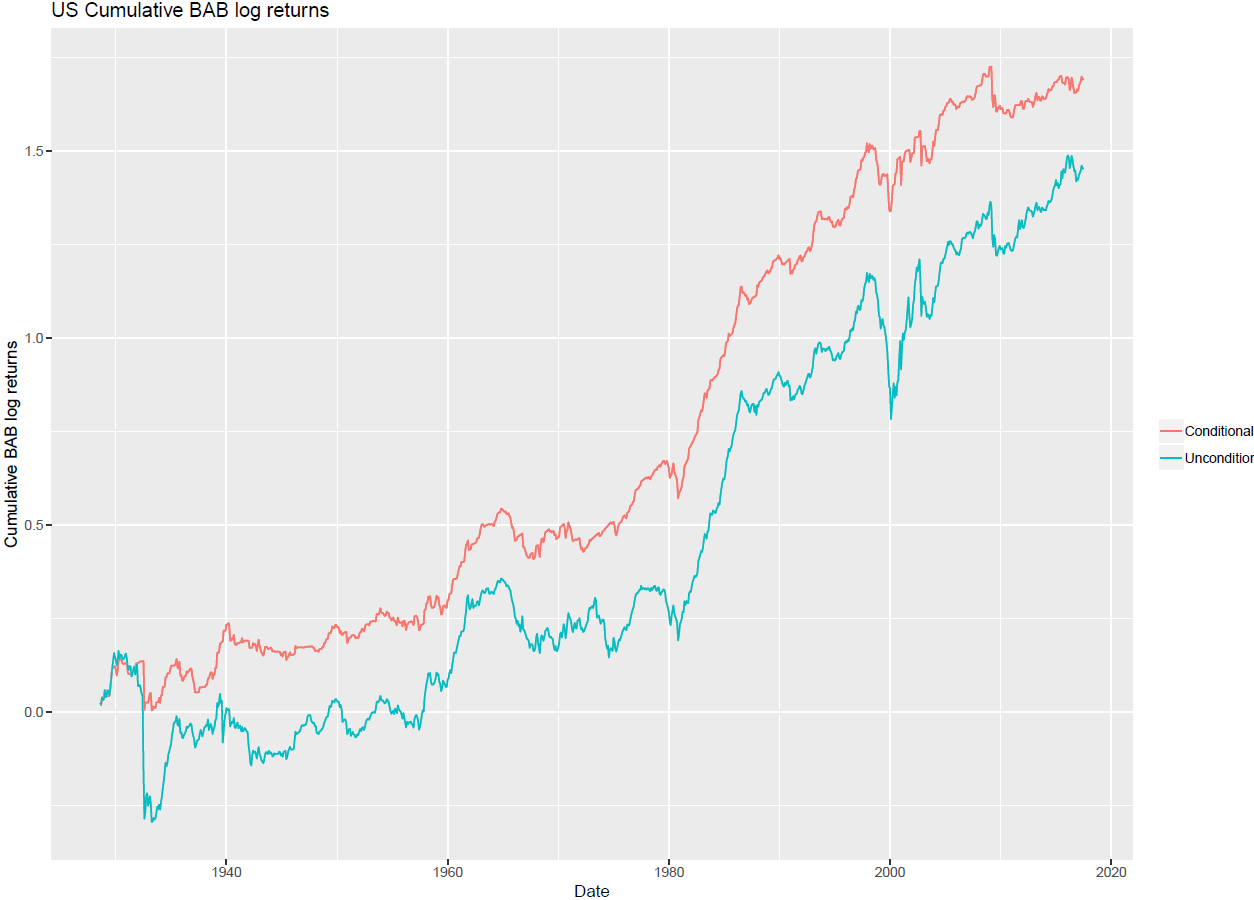 US Cumulative BAB log returns
Cumulative BAB log returns
1.5
1.0
0.5
0.0
1940
1960
1980
2000
2020
Date
Conditional
Uncondition